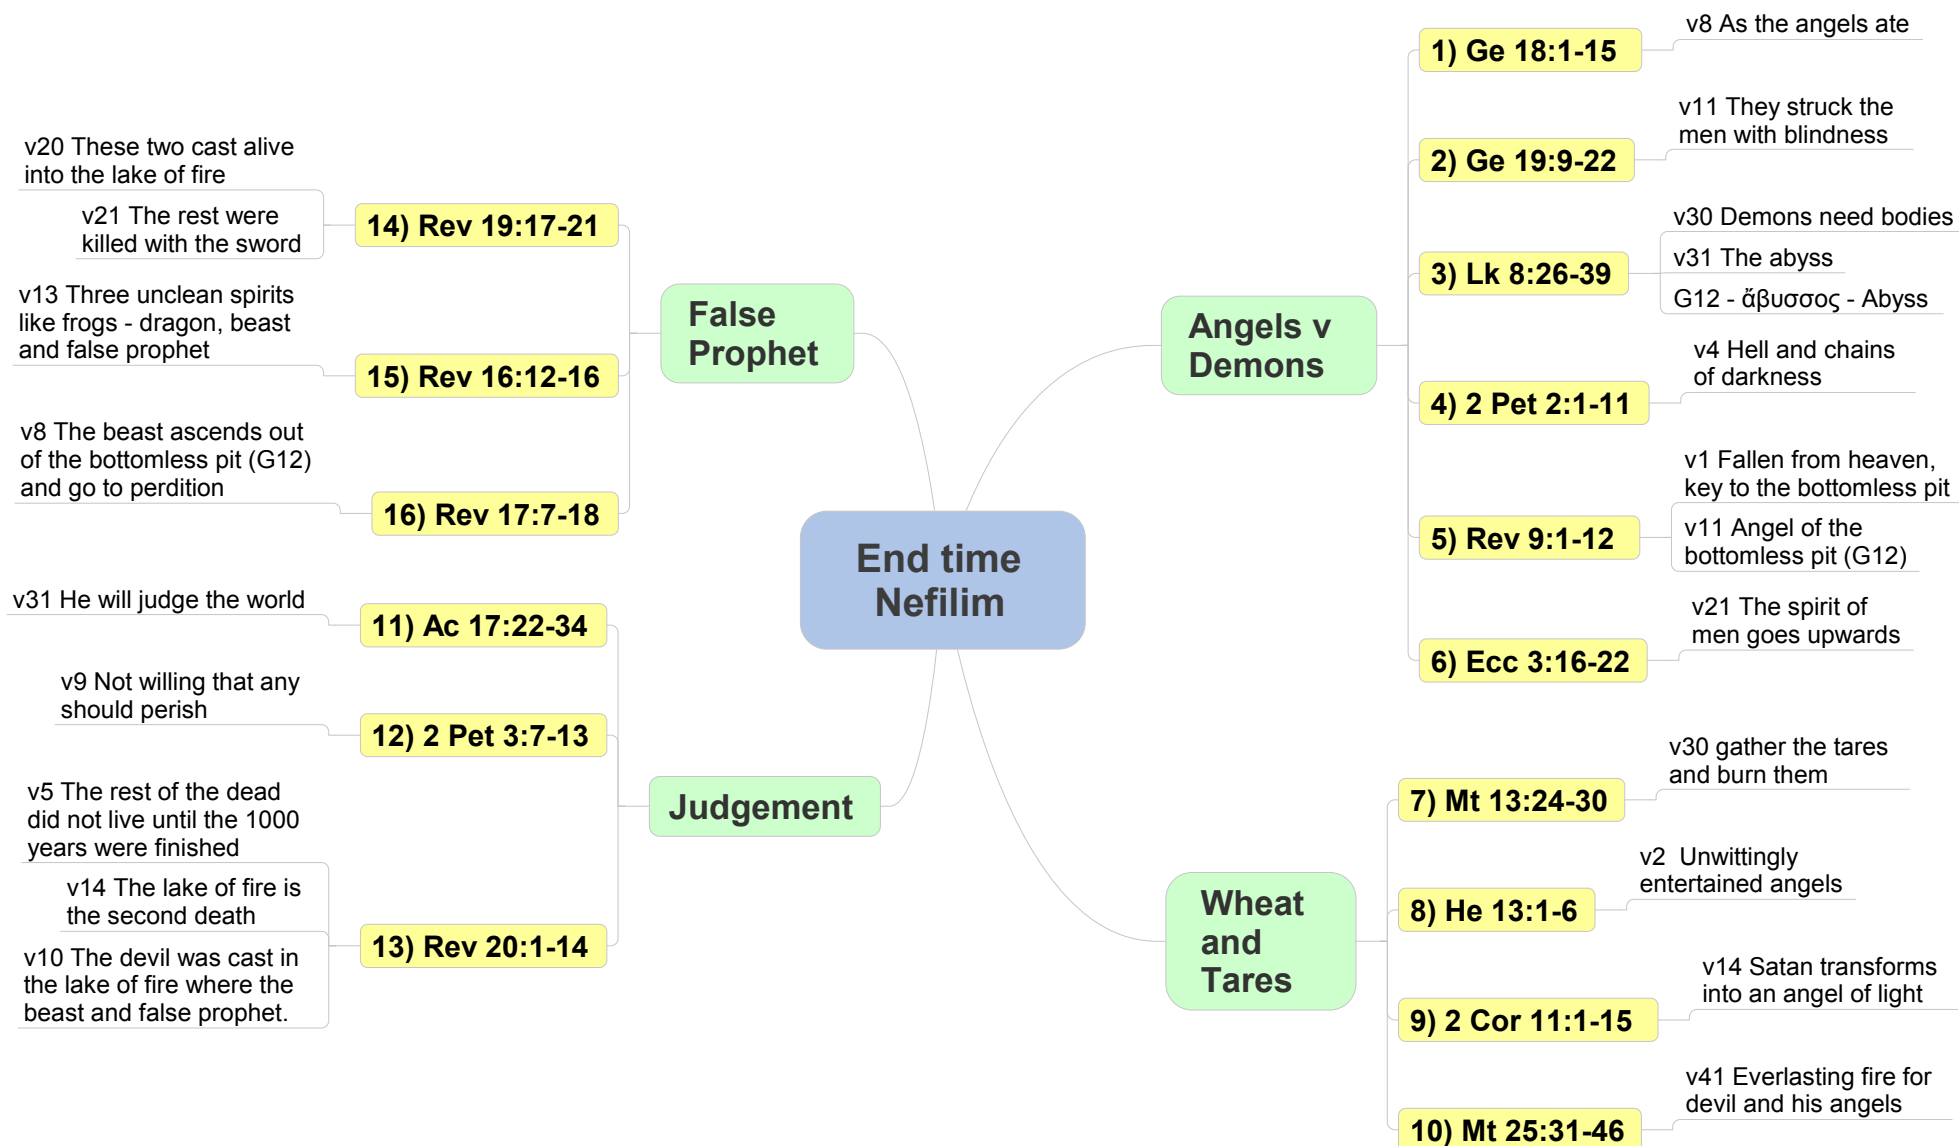 End time
Nefilim
Angels v
Demons
1) Ge 18:1-15
v8 As the angels ate
2) Ge 19:9-22
v11 They struck the
men with blindness
3) Lk 8:26-39
v30 Demons need bodies
v31 The abyss
G12 - ἄβυσσος - Abyss
4) 2 Pet 2:1-11
v4 Hell and chains
of darkness
5) Rev 9:1-12
v1 Fallen from heaven,
key to the bottomless pit
v11 Angel of the
bottomless pit (G12)
6) Ecc 3:16-22
v21 The spirit of
men goes upwards
Wheat
and
Tares
7) Mt 13:24-30
v30 gather the tares
and burn them
8) He 13:1-6
v2  Unwittingly
entertained angels
9) 2 Cor 11:1-15
v14 Satan transforms
into an angel of light
10) Mt 25:31-46
v41 Everlasting fire for
devil and his angels
Judgement
11) Ac 17:22-34
v31 He will judge the world
12) 2 Pet 3:7-13
v9 Not willing that any
should perish
13) Rev 20:1-14
v5 The rest of the dead
did not live until the 1000
years were finished
v14 The lake of fire is
the second death
v10 The devil was cast in
the lake of fire where the
beast and false prophet.
False
Prophet
14) Rev 19:17-21
v20 These two cast alive
into the lake of fire
v21 The rest were
killed with the sword
15) Rev 16:12-16
v13 Three unclean spirits
like frogs - dragon, beast
and false prophet
16) Rev 17:7-18
v8 The beast ascends out
of the bottomless pit (G12)
and go to perdition